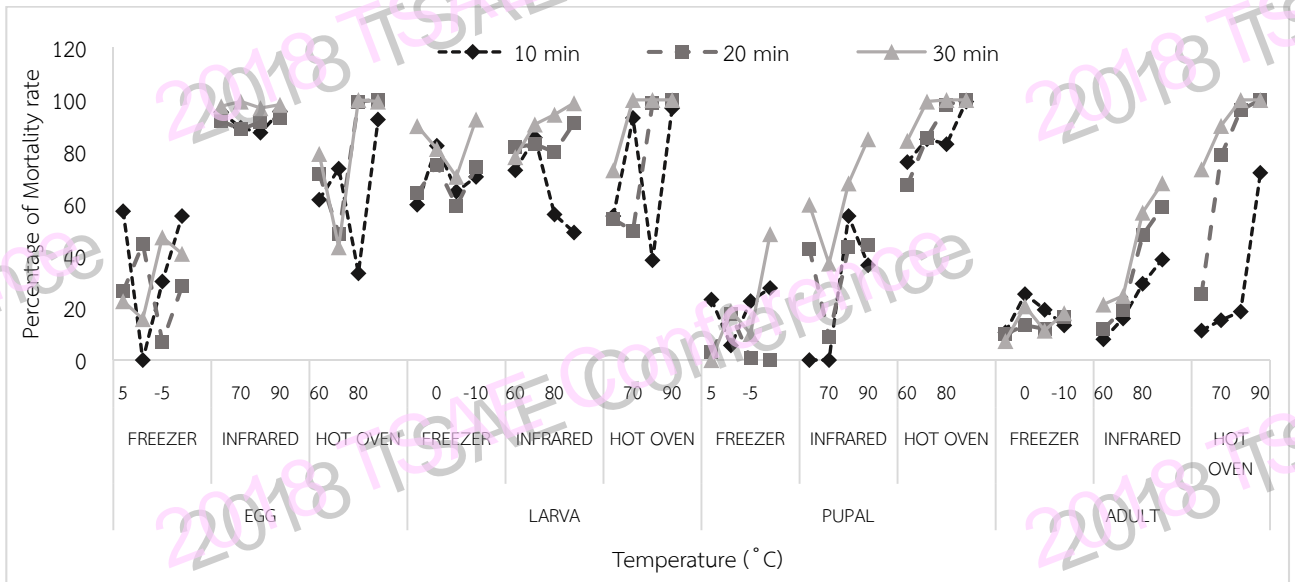 120
100
80
60
40
20
0
Percentage of Mortality rate
10 min
20 min
30 min
5 -5 70 90 60 80 0 -10 60 80 70 90 5 -5 70 90 60 80 0 -10 60 80 70 90
FREEZER INFRARED HOT OVEN FREEZER INFRARED HOT OVEN FREEZER INFRARED HOT OVEN FREEZER INFRARED HOT
OVEN
EGG LARVA PUPAL ADULT
Temperature (˚C)
2018 TSAE Conference
2018 TSAE
2018 TSAE Conference
2018 TSAE
nce